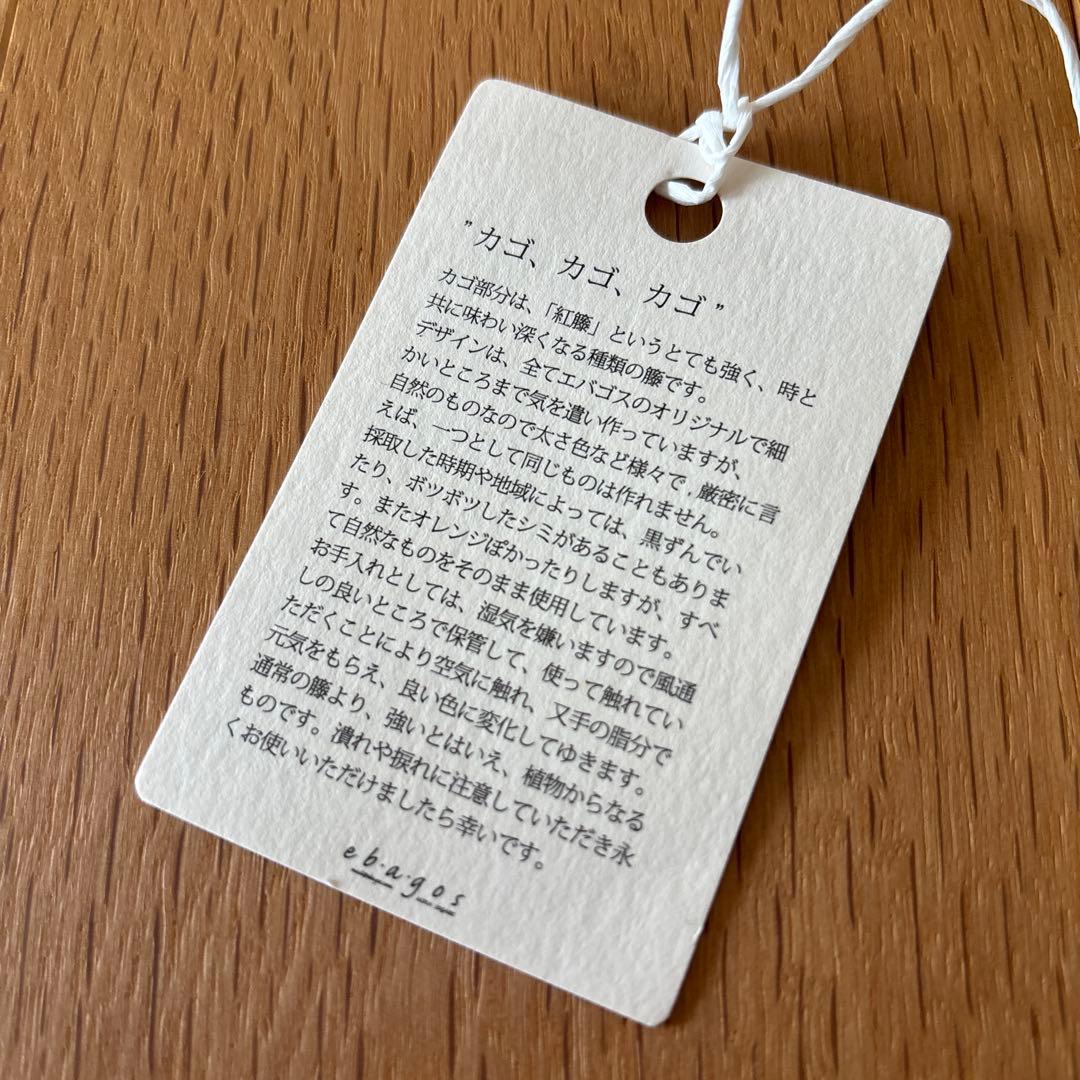 "カゴ、カゴ、カゴ"
カゴ部分は、「紅籐」というとても強く、時と
共に味わい深くなる種類の籐です。
デザインは、全てエバゴスのオリジナルで細
かいところまで気を遣い作っていますが、
自然のものなので太さ色など様々で，厳密に言
えば、一つとして同じものは作れません。
採取した時期や地域によっては、黒ずんでい
たり、ボツボツしたシミがあることもありま
す。またオレンジぽかったりしますが、すべ
て自然なものをそのまま使用しています。
お手入れとしては、湿気を嫌いますので風通
しの良いところで保管して、使って触れてい
ただくことにより空気に触れ、又手の脂分で
元気をもらえ、良い色に変化してゆきます。
通常の籐より、強いとはいえ、植物からなる
ものです。潰れや捩れに注意していただき永
くお使いいただけましたら幸いです。
e b・a・g o s